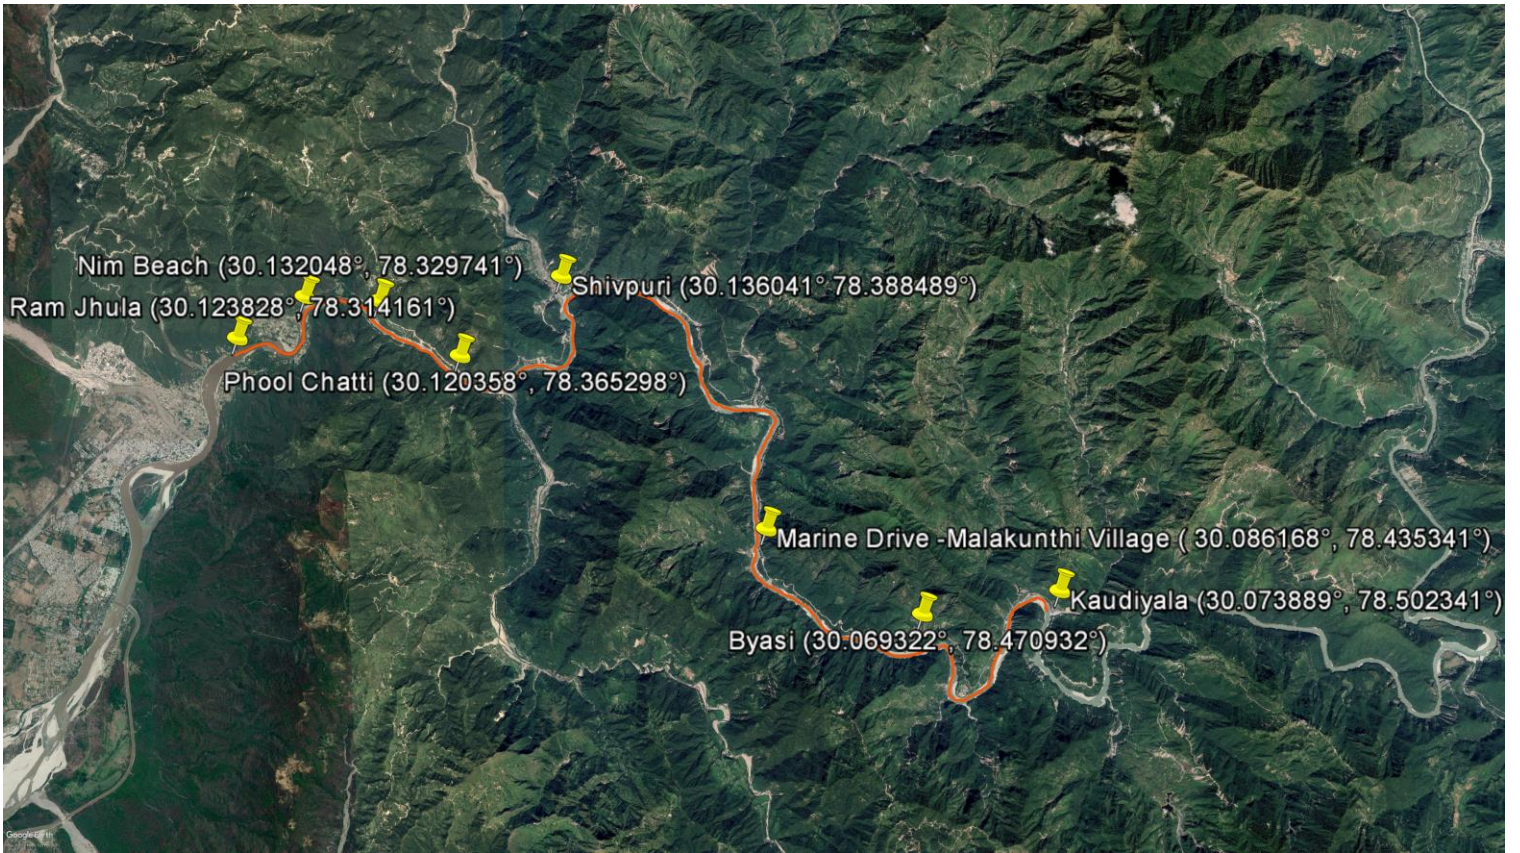 Nim Beach (30.132048°, 78.329741°)
Shivpuri (30.136041° 78.388489°)
Ram Jhula (30.123828°, 78.314161°)
Phool Chatti (30.120358°, 78.365298°)
Marine Drive -Malakunthi Village ( 30.086168°, 78.435341°)
Kaudiyala (30.073889°, 78.502341°)
Byasi (30.069322°, 78.470932°)
Google Earth